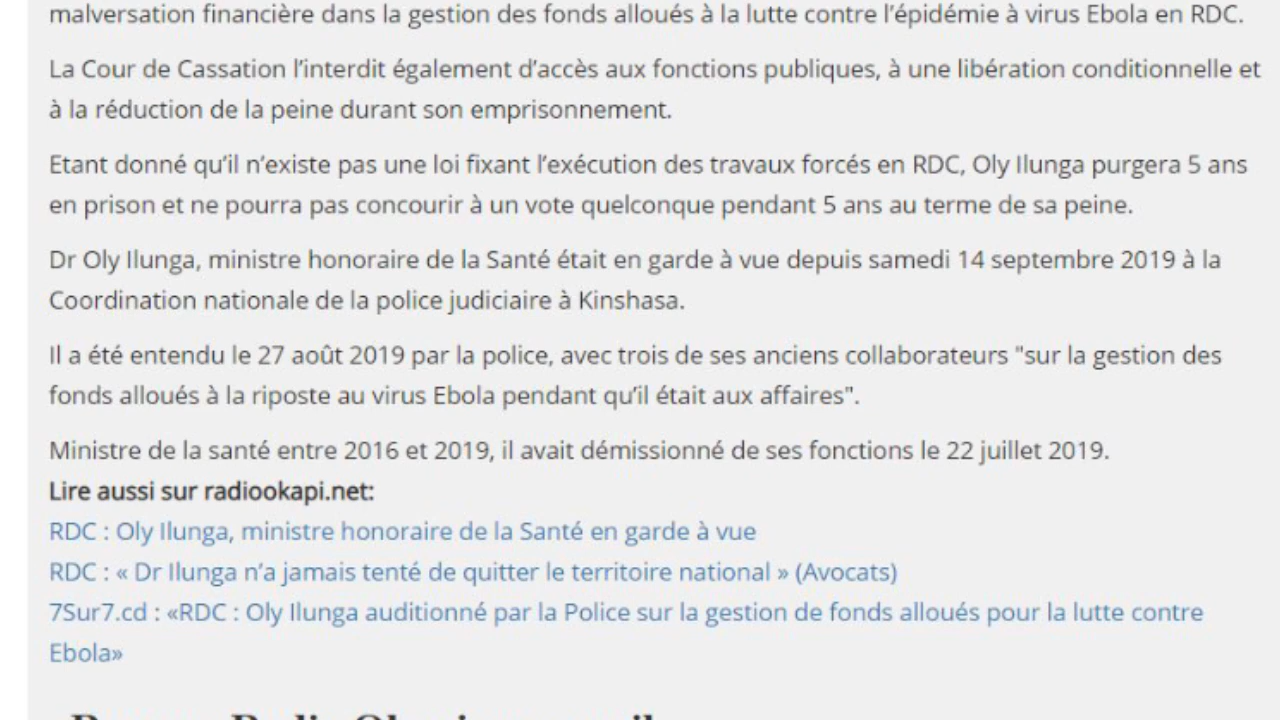 malversation financière dans la gestion des fonds alloués à la lutte contre l’épidémie à virus Ebola en RDC.
La Cour de Cassation l’interdit également d’accès aux fonctions publiques, à une libération conditionnelle et
à la réduction de la peine durant son emprisonnement.
Etant donné qu’il n’existe pas une loi fixant l’exécution des travaux forcés en RDC, Oly Ilunga purgera 5 ans
en prison et ne pourra pas concourir à un vote quelconque pendant 5 ans au terme de sa peine.
Dr Oly Ilunga, ministre honoraire de la Santé était en garde à vue depuis samedi 14 septembre 2019 à la
Coordination nationale de la police judiciaire à Kinshasa.
Il a été entendu le 27 août 2019 par la police, avec trois de ses anciens collaborateurs "sur la gestion des
fonds alloués à la riposte au virus Ebola pendant qu’il était aux affaires".
Ministre de la santé entre 2016 et 2019, il avait démissionné de ses fonctions le 22 juillet 2019.
Lire aussi sur radiookapi.net:
RDC : Oly Ilunga, ministre honoraire de la Santé en garde à vue
RDC : « Dr Ilunga n’a jamais tenté de quitter le territoire national » (Avocats)
7Sur7.cd : «RDC : Oly Ilunga auditionné par la Police sur la gestion de fonds alloués pour la lutte contre
Ebola»